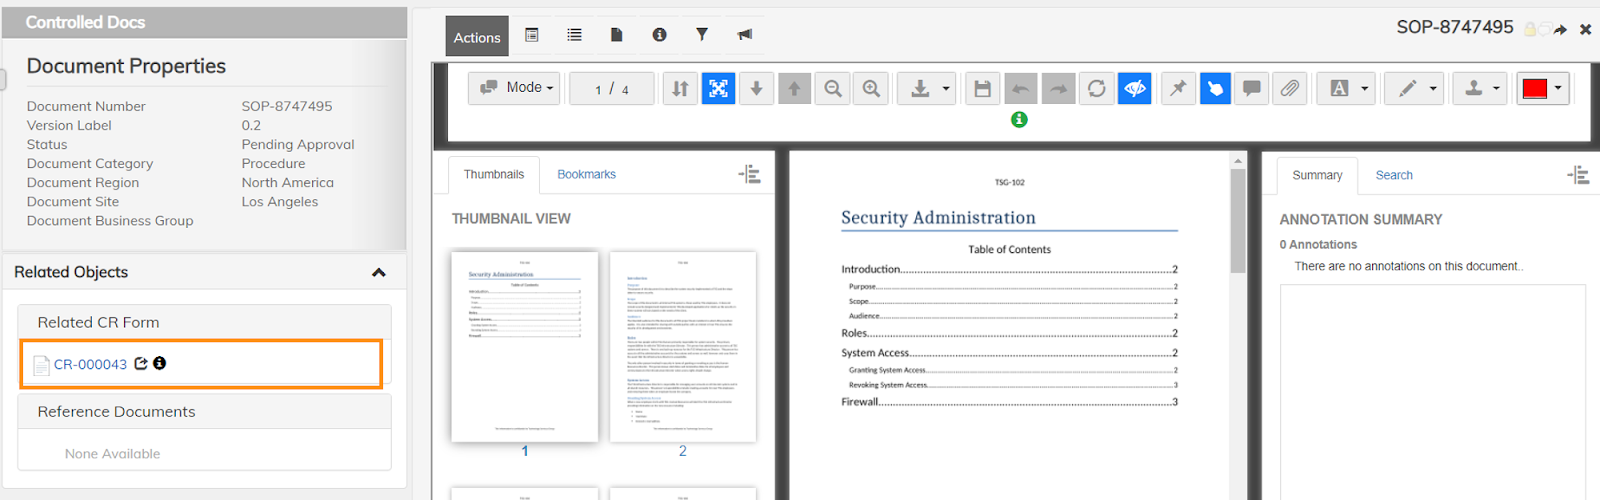 Controlled Docs
Document Properties
Document Number SOP-8747495
Version Label 0.2
Status Pending Approval
Document Category Procedure
Document Region North America
Document Site Los Angeles
Document Business Group
Related Objects
Related CR Form
CR-000043
Reference Documents
None Available
Actions
SOP-8747495
Mode
1 / 4
A
Thumbnails Bookmarks
THUMBNAIL VIEW
Security Administration
Table of Contents
1
2
TSG-102
Security Administration
Table of Contents
Introduction 2
Purpose 2
Scope 2
Audience 2
Roles 2
System Access 2
Granting System Access 2
Revoking System Access 3
Firewall 3
Summary Search
ANNOTATION SUMMARY
0 Annotations
There are no annotations on this document..